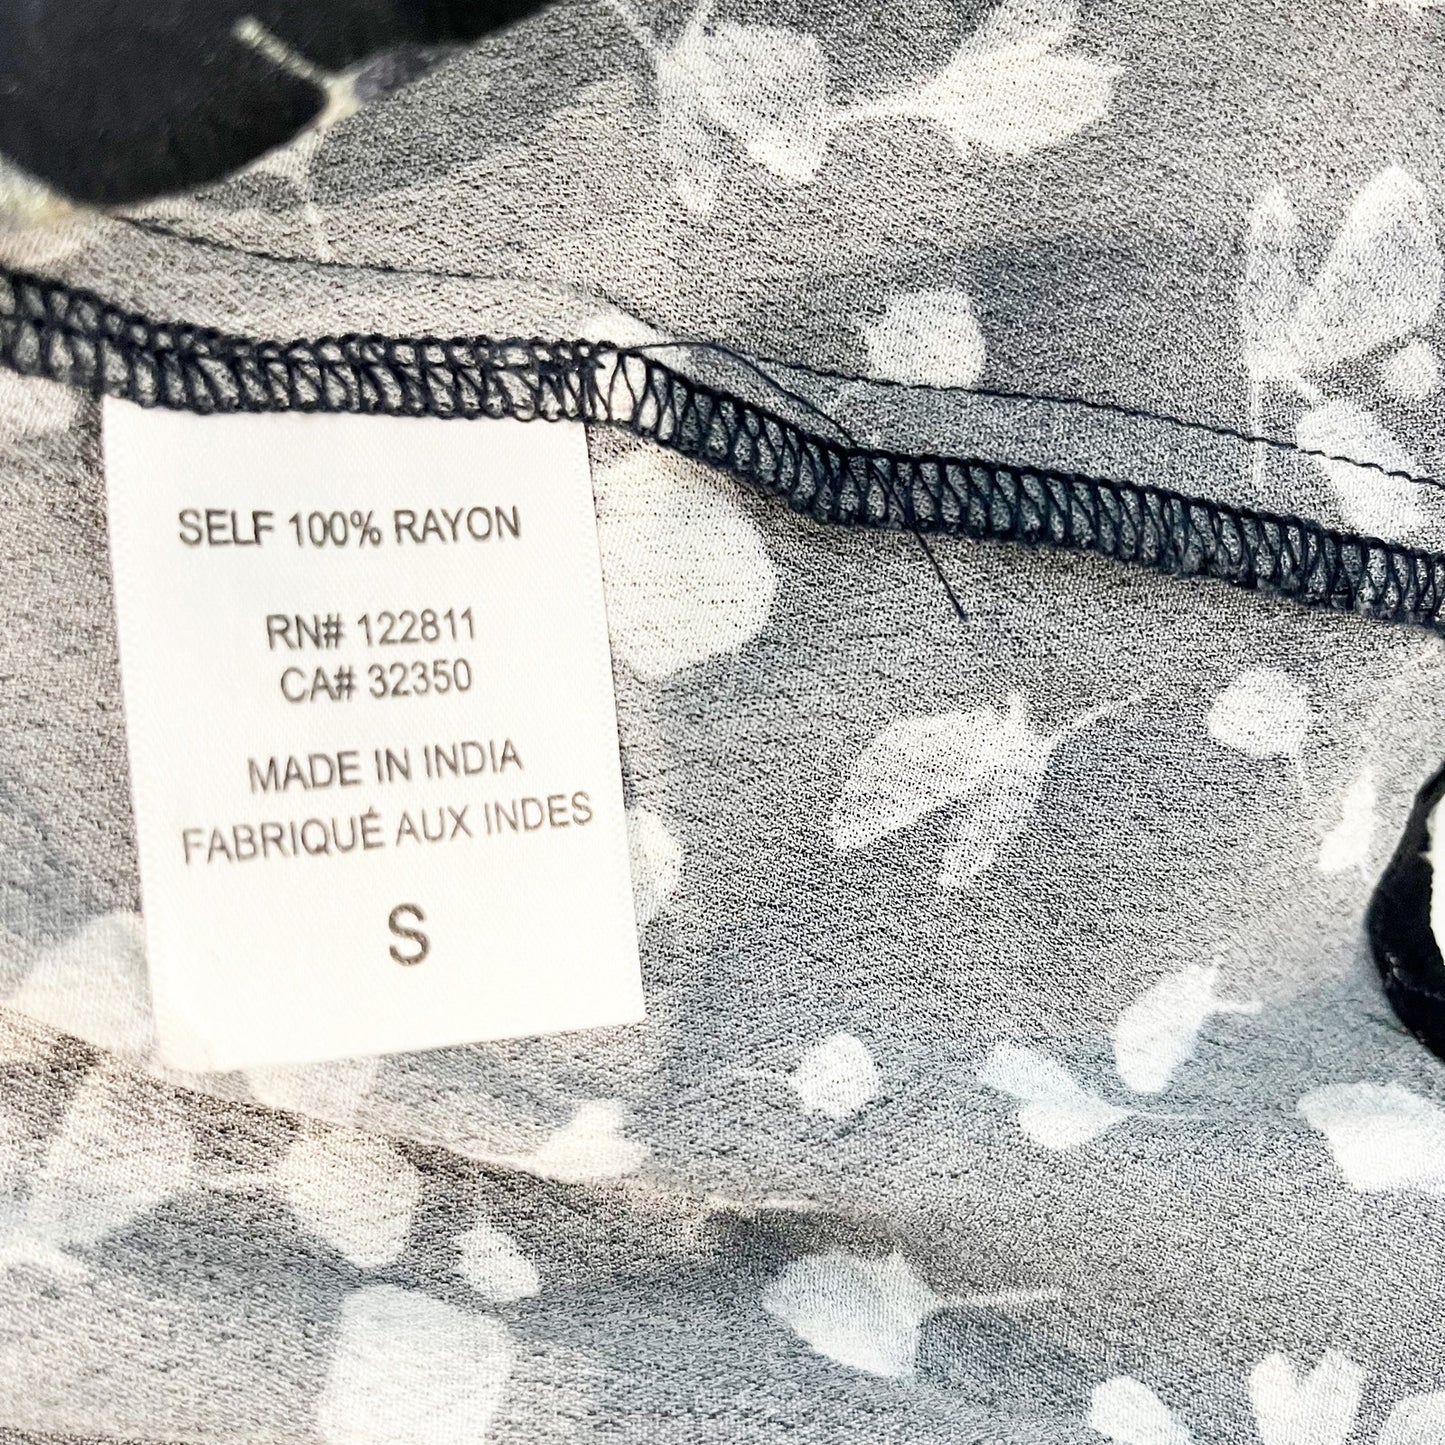 SELF 100% RAYON
RN# 122811
CA# 32350
MADE IN INDIA
FABRIQUÉ AUX INDES
S